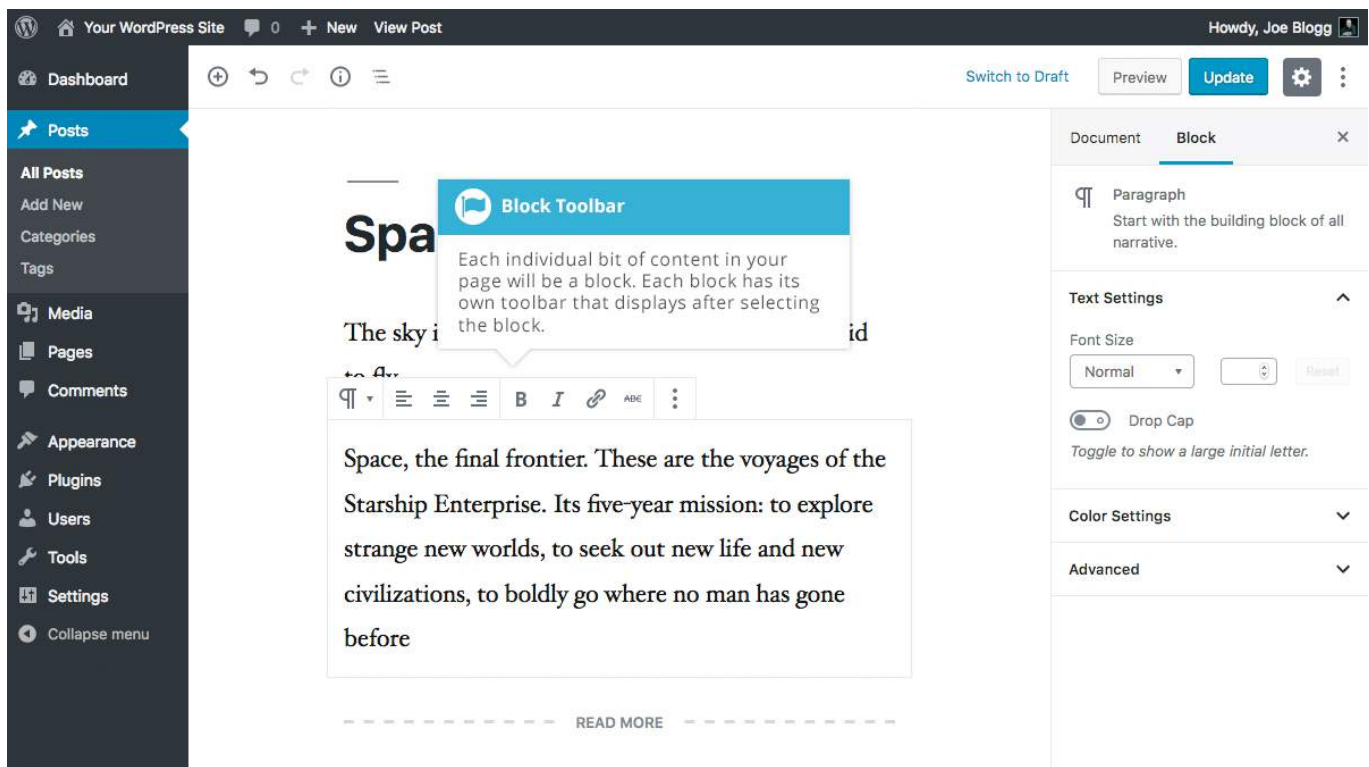 Your WordPress Site 0 New View Post Howdy, Joe Blogg
Dashboard
Posts
All Posts
Add New
Categories
Tags
Media
Pages
Comments
Appearance
Plugins
Users
Tools
Settings
Collapse menu
Switch to Draft Preview Update
Spa
The sky i
id
to fly
Block Toolbar
Each individual bit of content in your
page will be a block. Each block has its
own toolbar that displays after selecting
the block.
B I ABC
Space, the final frontier. These are the voyages of the
Starship Enterprise. Its five-year mission: to explore
strange new worlds, to seek out new life and new
civilizations, to boldly go where no man has gone
before
READ MORE
Document Block
Paragraph
Start with the building block of all
narrative.
Text Settings
Font Size
Normal Reset
Drop Cap
Toggle to show a large initial letter.
Color Settings
Advanced